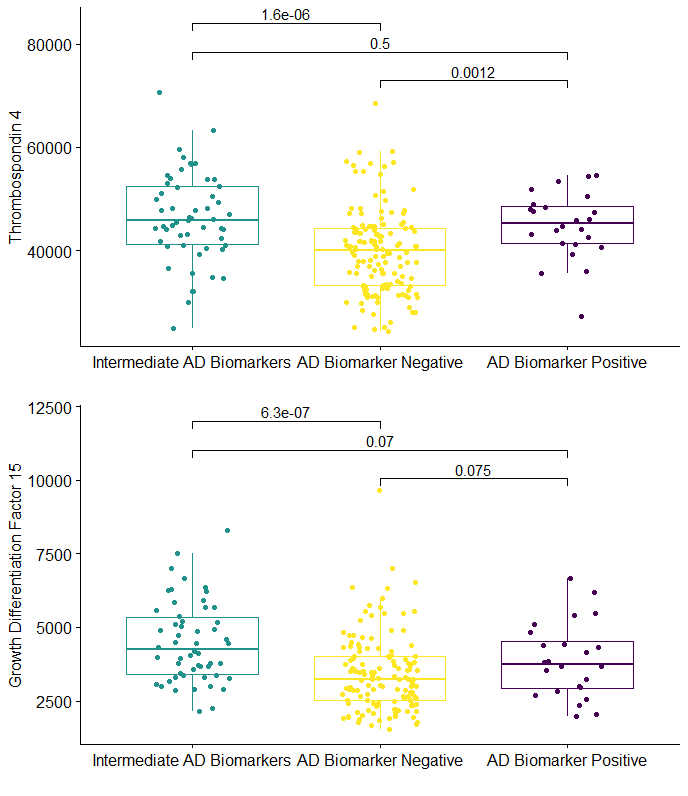 1.6e-06
80000
0.5
0.0012
60000
Thrombospondin 4
40000
Intermediate AD Biomarkers AD Biomarker Negative AD Biomarker Positive
12500
6.3e-07
0.07
10000
0.075
7500
Growth Differentiation Factor 15
5000
2500
Intermediate AD Biomarkers AD Biomarker Negative AD Biomarker Positive